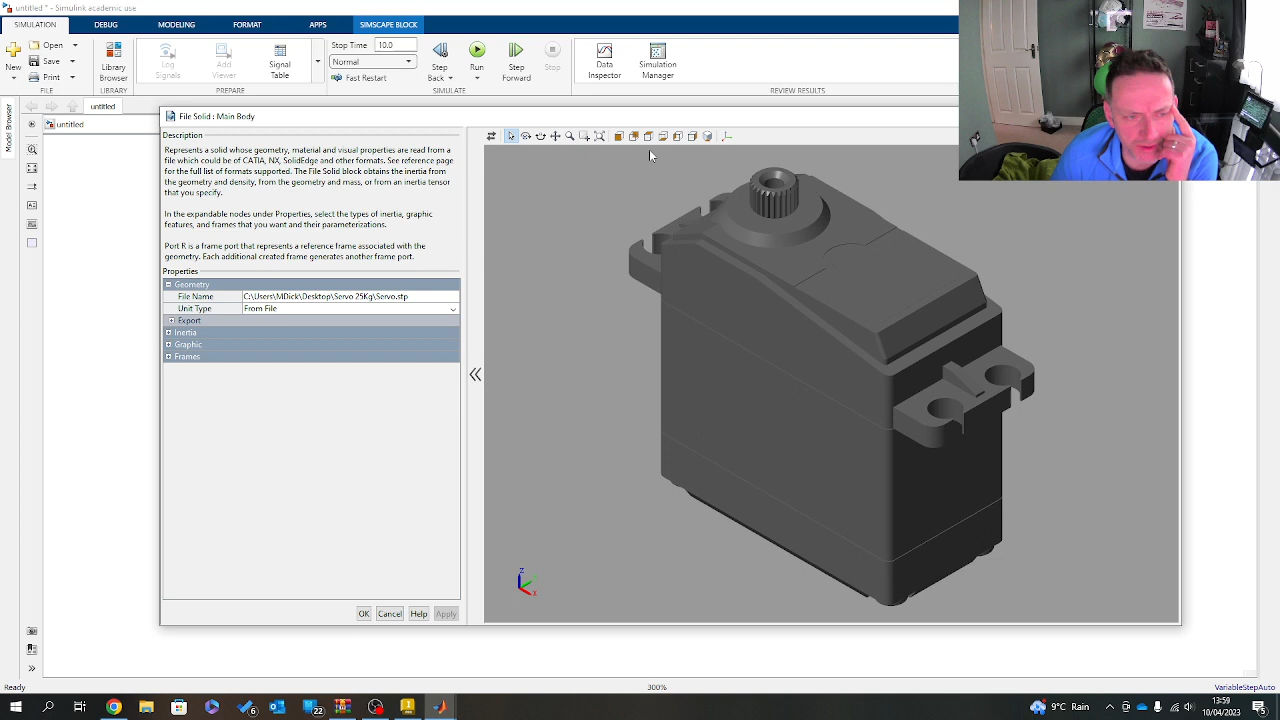 untitled * - Simulink academic use
SIMULATION DEBUG MODELING FORMAT APPS SIMSCAPE BLOCK
New
Open
Save
Print
FILE
Library
Browser
LIBRARY
Log
Signals
Add
Viewer
Signal
Table
PREPARE
Stop Time 10.0
Normal
Fast Restart
Step
Back
Run
Step
Forward
Stop
SIMULATE
Data
Inspector
Simulation
Manager
REVIEW RESULTS
untitled
Model Browser
untitled
File Solid : Main Body
Description
Represents a solid whose geometry, material and visual properties are read from a
file which could be of CATIA, NX, SolidEdge and other formats. See reference page
for the full list of formats supported. The File Solid block obtains the inertia
from the geometry and density, from the geometry and mass, or from an inertia tensor
that you specify.
In the expandable nodes under Properties, select the types of inertia, graphic
features, and frames that you want and their parameterizations.
Port R is a frame port that represents a reference frame associated with the
geometry. Each additional created frame generates another frame port.
Properties
Geometry
File Name C:\Users\MDick\Desktop\Servo 25Kg\Servo.stp
Unit Type From File
Export
Inertia
Graphic
Frames
OK Cancel Help Apply
Z
X
Ready
300%
VariableStepAuto
6
22
9°C Rain
13:59
10/04/2023